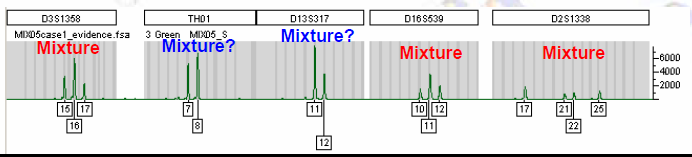 D3S1358 TH01 D13S317 D16S539 D2S1338
MIX05case1_evidence.fsa 3 Green MIX05_S
Mixture Mixture? Mixture? Mixture Mixture
6000
4000
2000
15 17 7 11 10 12 17 21 25
16 8 11 22
12